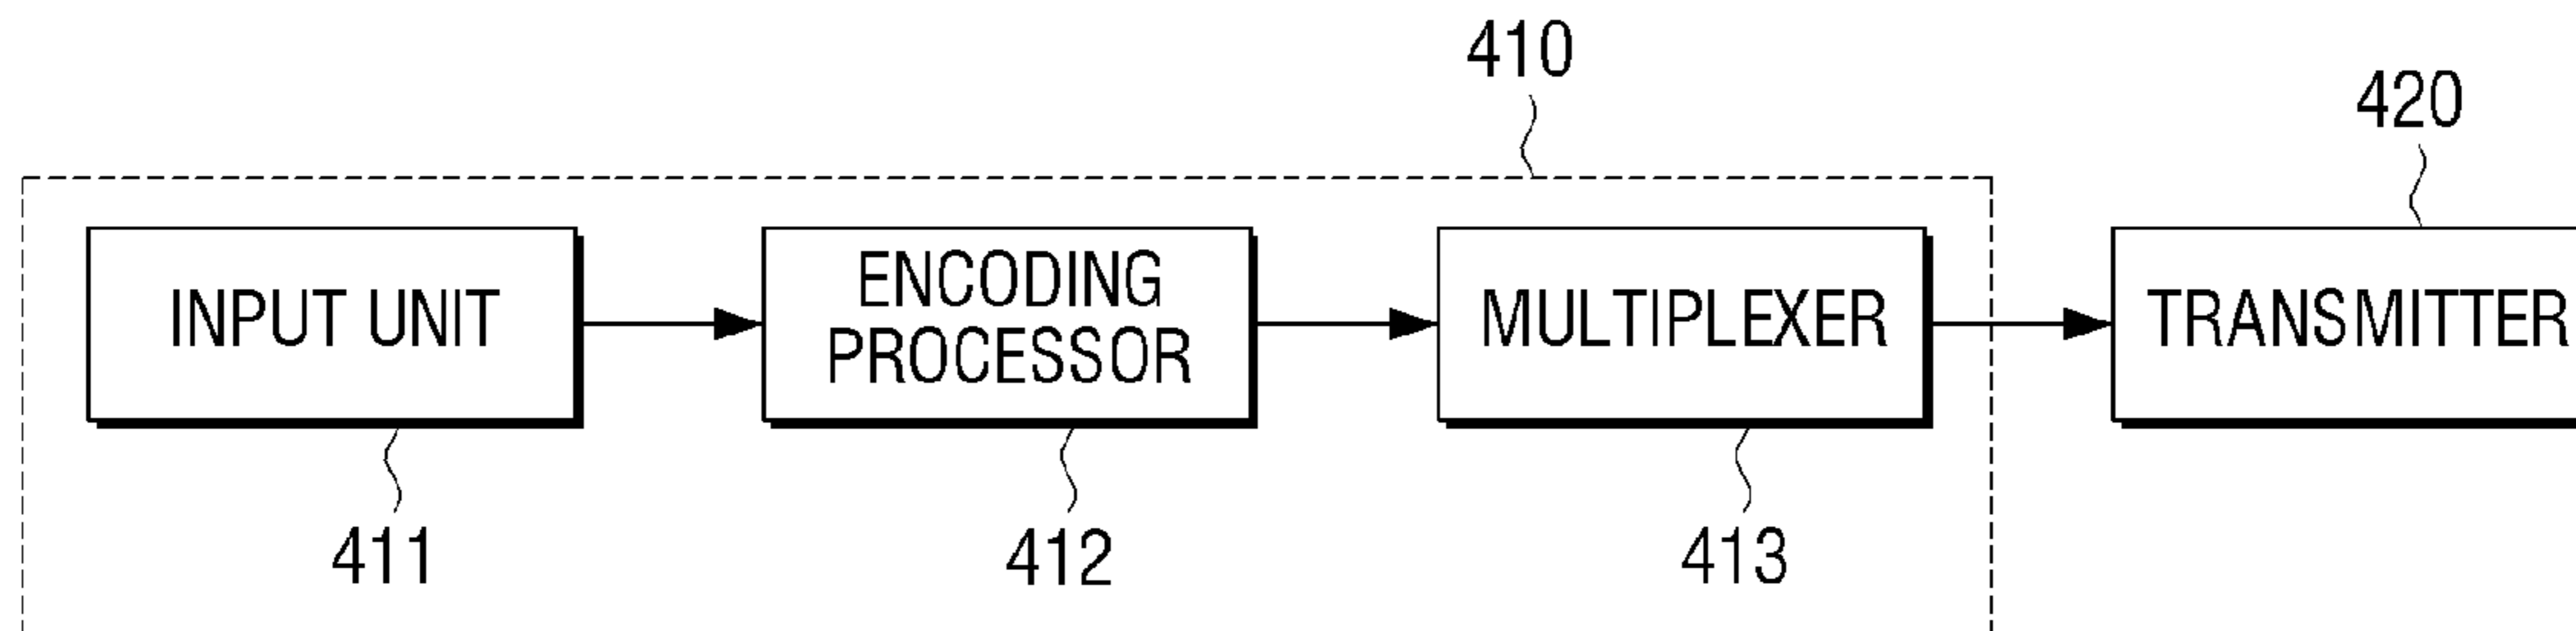 410
420
INPUT UNIT
ENCODING
PROCESSOR
MULTIPLEXER
TRANSMITTER
411
412
413